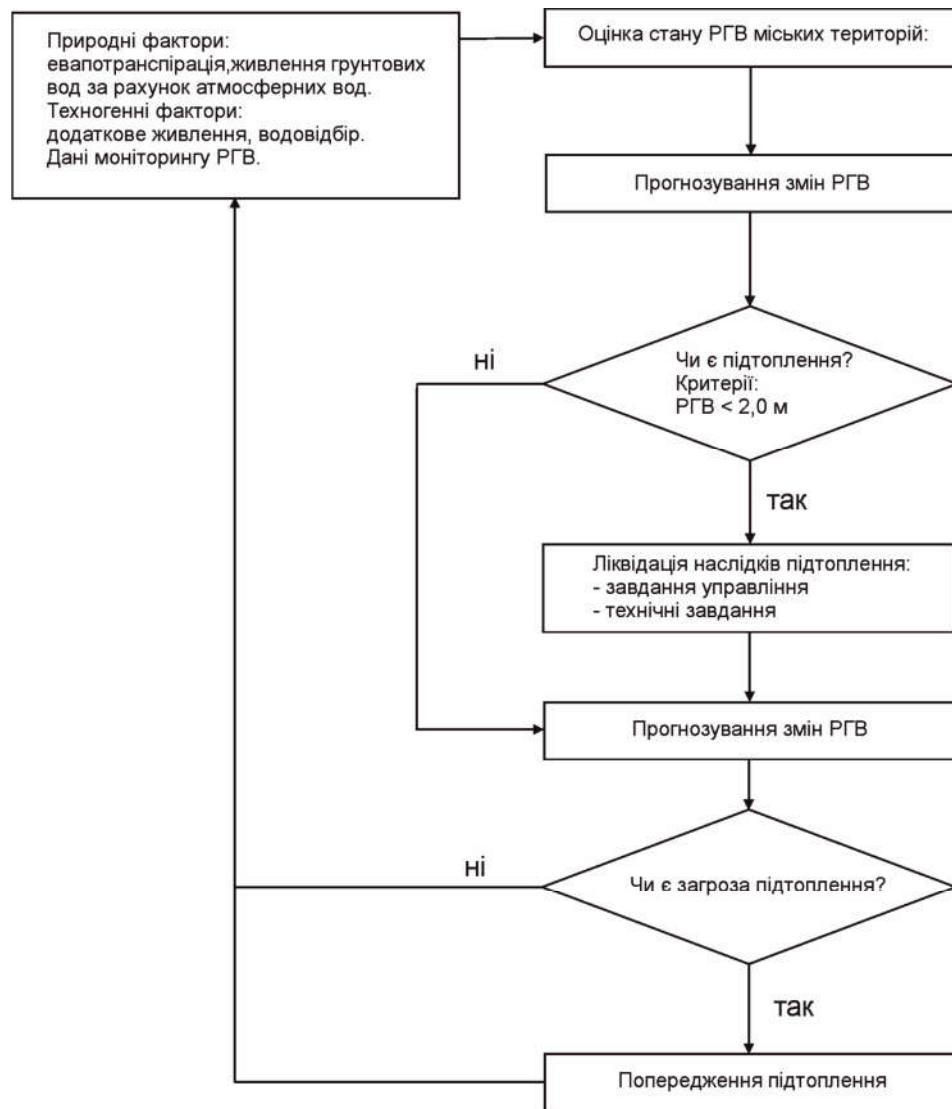 Природні фактори:
евапотранспірація,живлення грунтових
вод за рахунок атмосферних вод.
Техногенні фактори:
додаткове живлення, водовідбір.
Дані моніторингу РГВ.
Оцінка стану РГВ міських територій:
Прогнозування змін РГВ
ні
Чи є підтоплення?
Критерії:
РГВ < 2,0 м
так
Ліквідація наслідків підтоплення:
- завдання управління
- технічні завдання
Прогнозування змін РГВ
ні
Чи є загроза підтоплення?
так
Попередження підтоплення